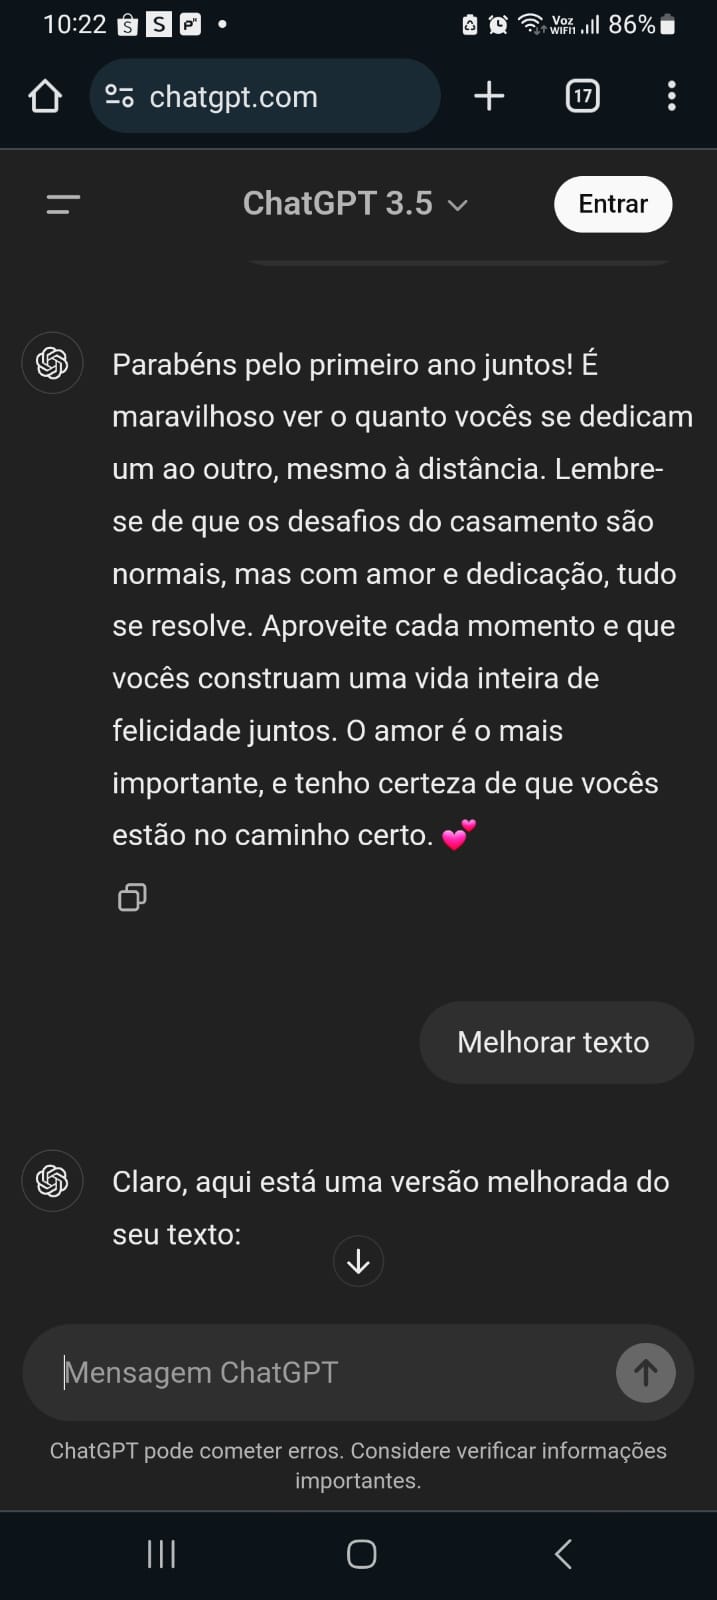 10:22 S S P" Voz WIFI1 86%
chatgpt.com 17
ChatGPT 3.5 Entrar
Parabéns pelo primeiro ano juntos! É
maravilhoso ver o quanto vocês se dedicam
um ao outro, mesmo à distância. Lembre-
se de que os desafios do casamento são
normais, mas com amor e dedicação, tudo
se resolve. Aproveite cada momento e que
vocês construam uma vida inteira de
felicidade juntos. O amor é o mais
importante, e tenho certeza de que vocês
estão no caminho certo. 💕
Melhorar texto
Claro, aqui está uma versão melhorada do
seu texto:
Mensagem ChatGPT
ChatGPT pode cometer erros. Considere verificar informações
importantes.